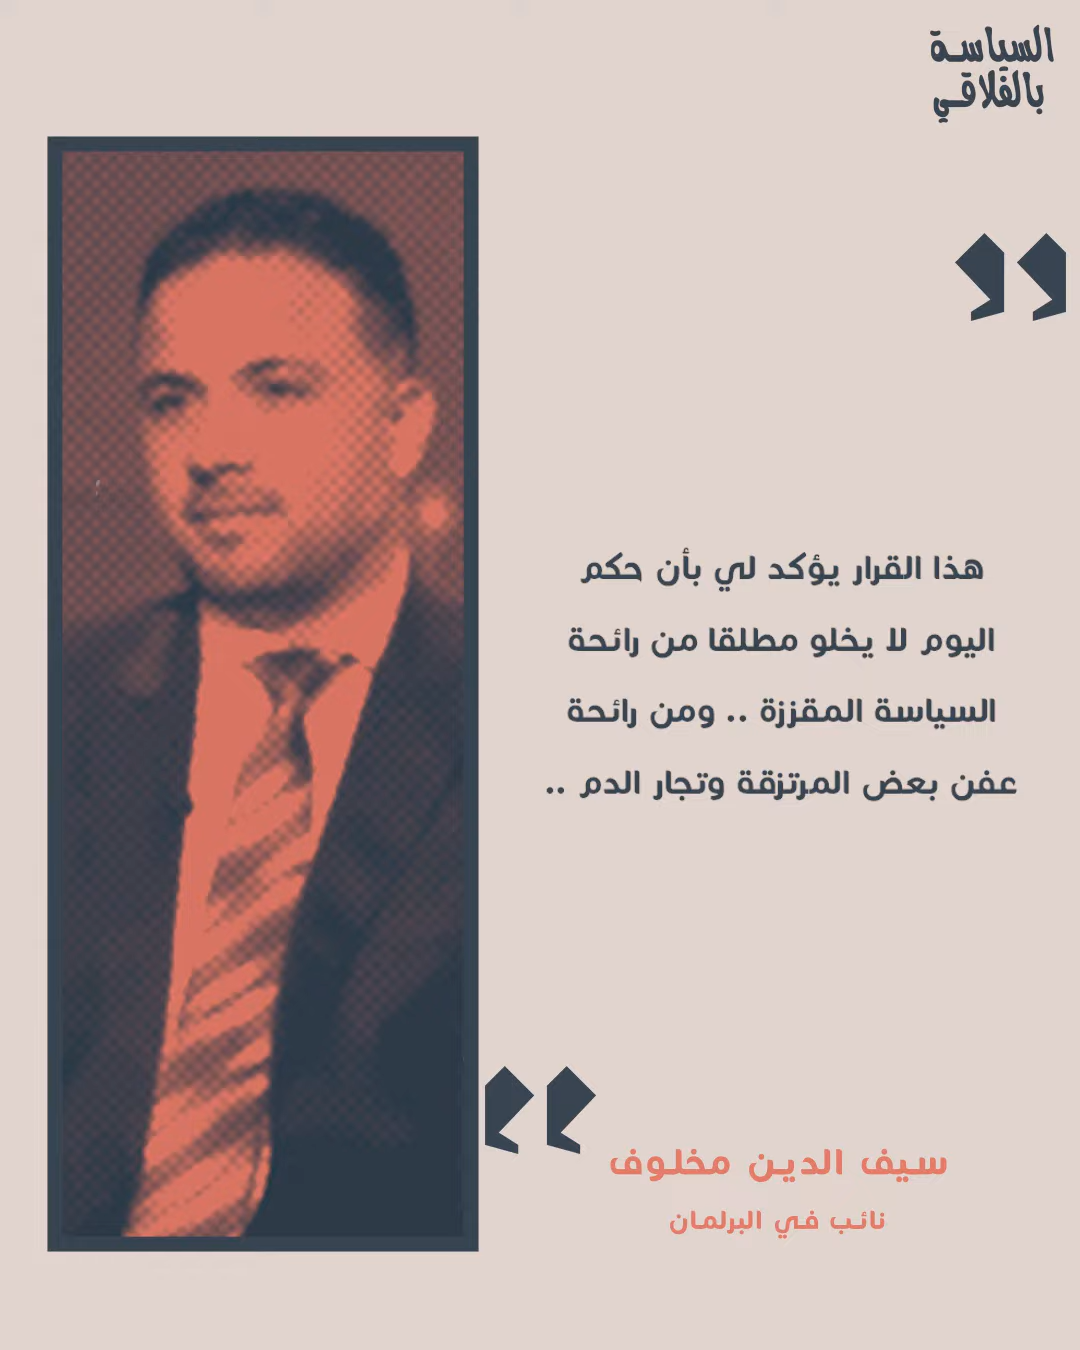 السياسة
بالفلاقي
هذا القرار يؤكد لي بأن حكم
اليوم لا يخلو مطلقا من رائحة
السياسة المقززة .. ومن رائحة
عفن بعض المرتزقة وتجار الدم ..
سيف الدين مخلوف
نائب في البرلمان